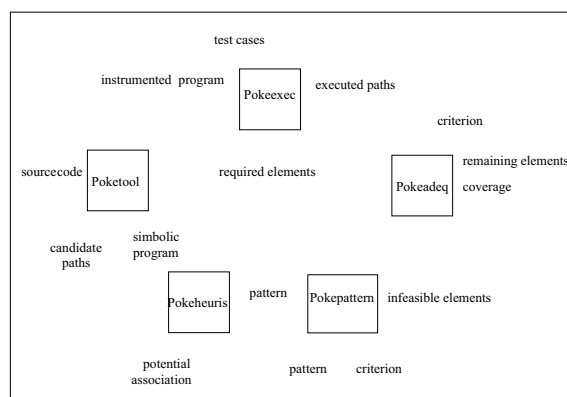 test cases
instrumented program
Pokeexec
executed paths
criterion
sourcecode
Poketool
required elements
Pokeadeq
remaining elements
coverage
candidate
paths
simbolic
program
Pokeheuris
pattern
Pokepattern
infeasible elements
potential
association
pattern
criterion